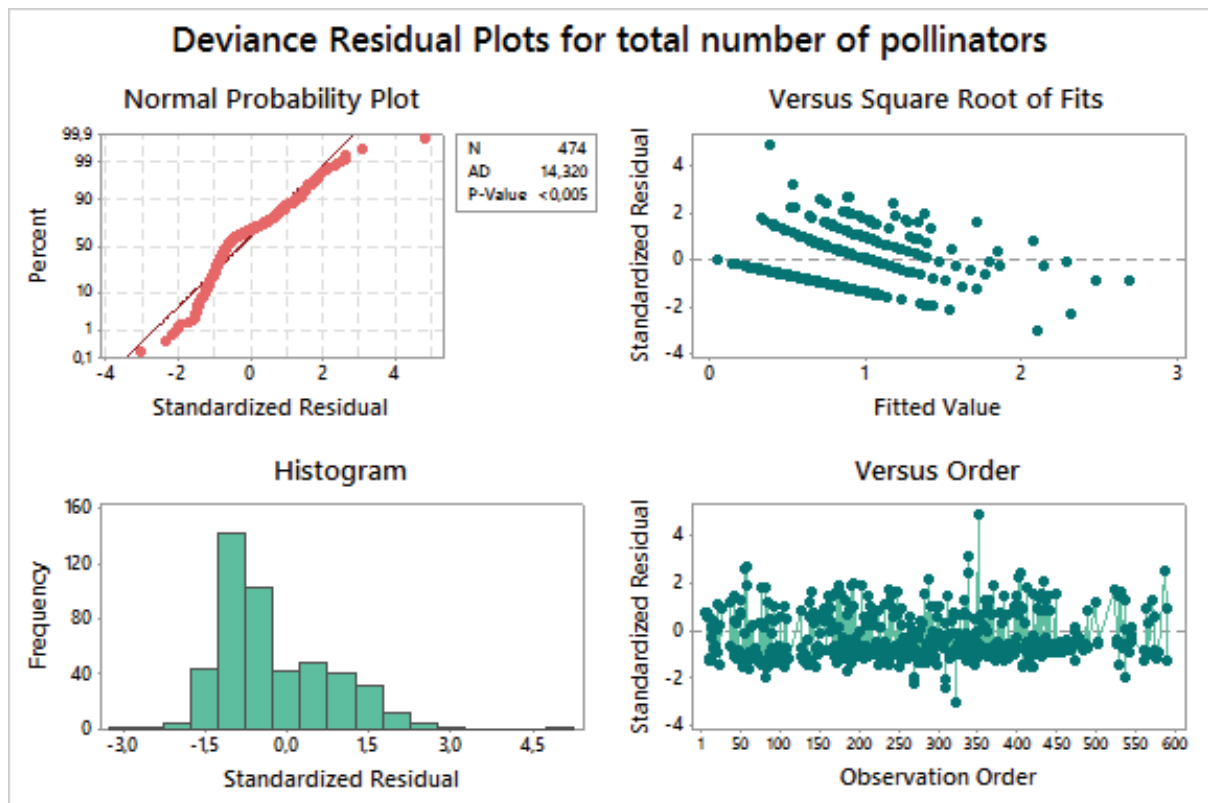 Deviance Residual Plots for total number of pollinators
Normal Probability Plot
99,9
99
90
50
10
1
0,1
Percent
-4 -2 0 2 4
Standardized Residual
N 474
AD 14,320
P-Value <0,005
Versus Square Root of Fits
4
2
0
-2
-4
Standardized Residual
0 1 2 3
Fitted Value
Histogram
160
120
80
40
0
Frequency
-3,0 -1,5 0,0 1,5 3,0 4,5
Standardized Residual
Versus Order
4
2
0
-2
-4
Standardized Residual
1 50 100 150 200 250 300 350 400 450 500 550 600
Observation Order